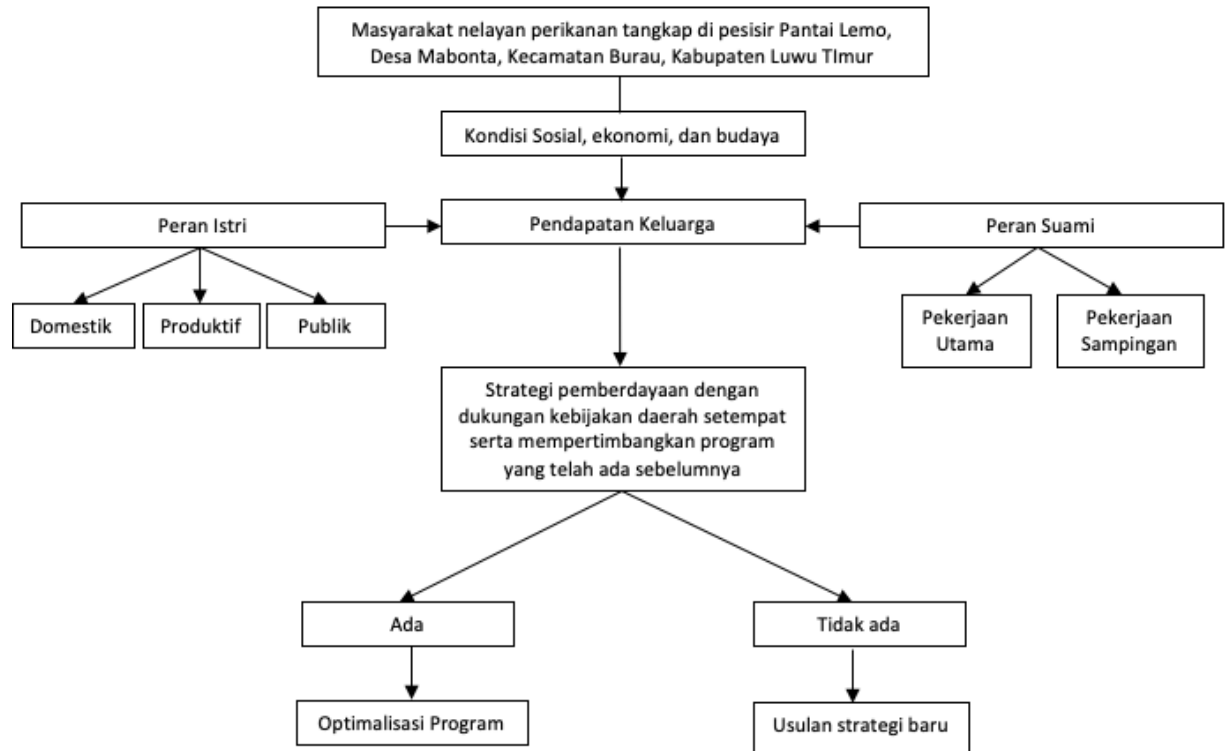 Masyarakat nelayan perikanan tangkap di pesisir Pantai Lemo,
Desa Mabonta, Kecamatan Burau, Kabupaten Luwu TImur
Kondisi Sosial, ekonomi, dan budaya
Peran Istri
Pendapatan Keluarga
Peran Suami
Domestik
Produktif
Publik
Pekerjaan
Utama
Pekerjaan
Sampingan
Strategi pemberdayaan dengan
dukungan kebijakan daerah setempat
serta mempertimbangkan program
yang telah ada sebelumnya
Ada
Tidak ada
Optimalisasi Program
Usulan strategi baru